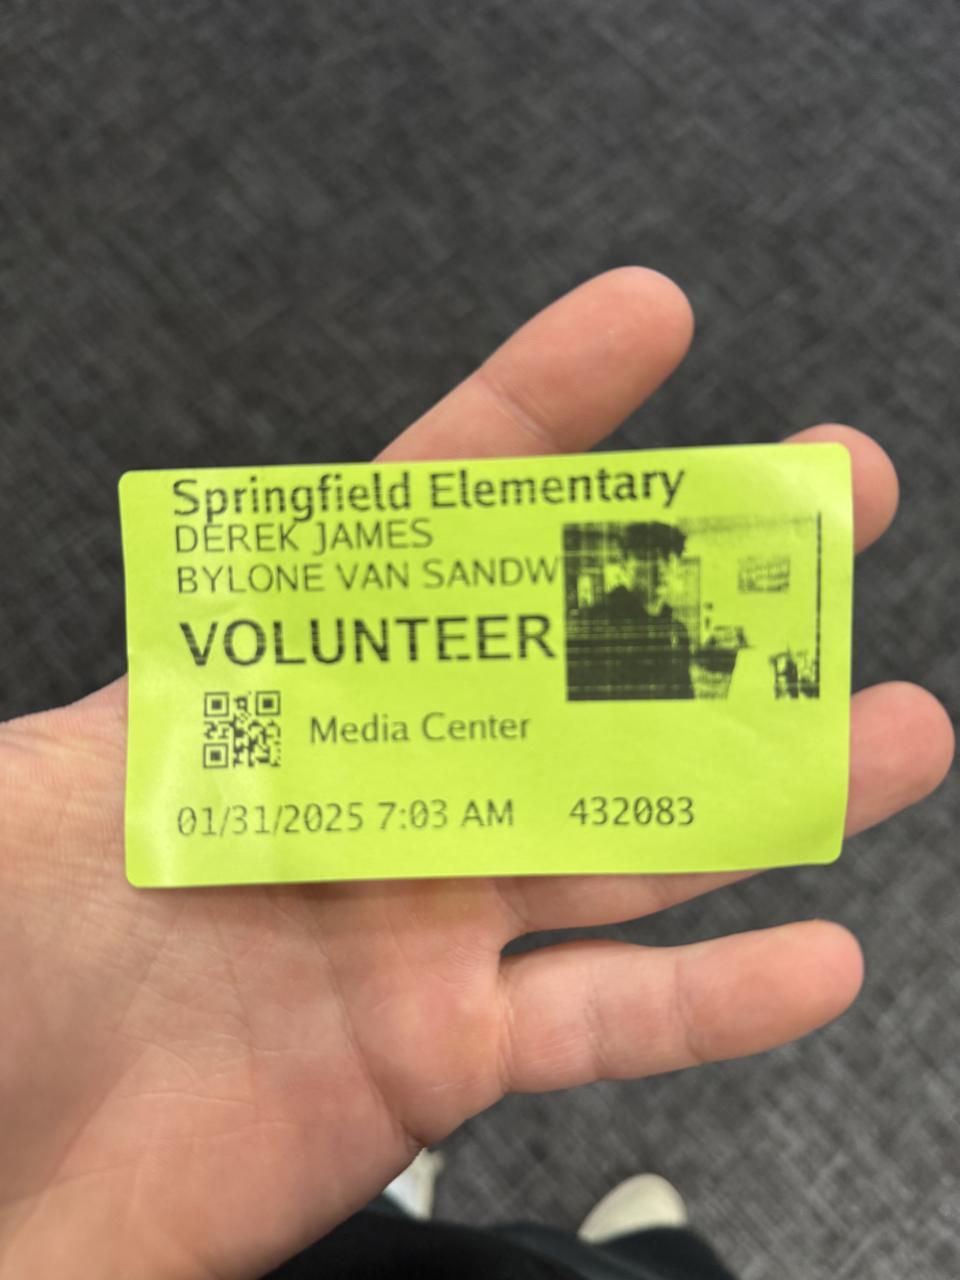 Springfield Elementary
DEREK JAMES
BYLONE VAN SANDW
VOLUNTEER
Media Center
01/31/2025 7:03 AM 432083